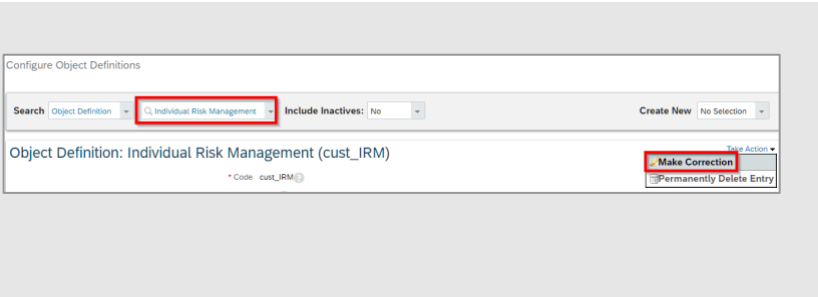 Configure Object Definitions
Search Object Definition Individual Risk Management Include Inactives: No Create New No Selection
Object Definition: Individual Risk Management (cust_IRM) Take Action
Make Correction
* Code cust_IRM Permanently Delete Entry